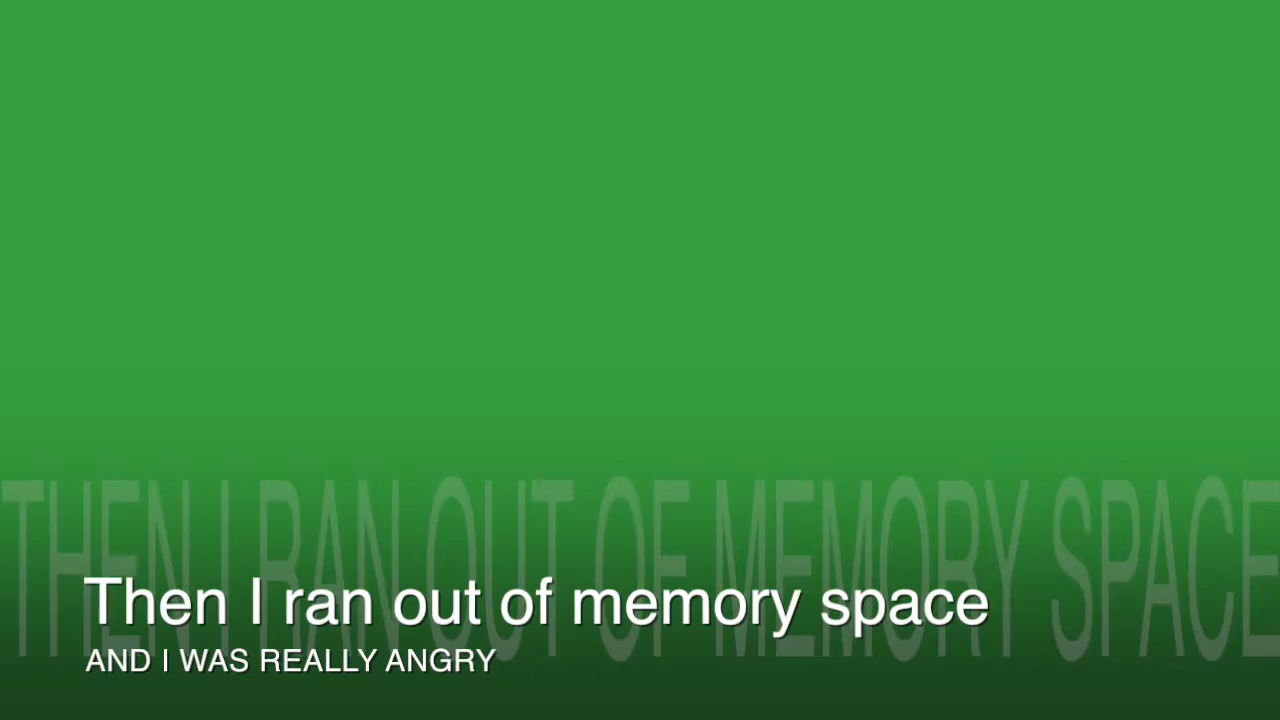 THEN I RAN OUT OF MEMORY SPACE
Then I ran out of memory space
AND I WAS REALLY ANGRY